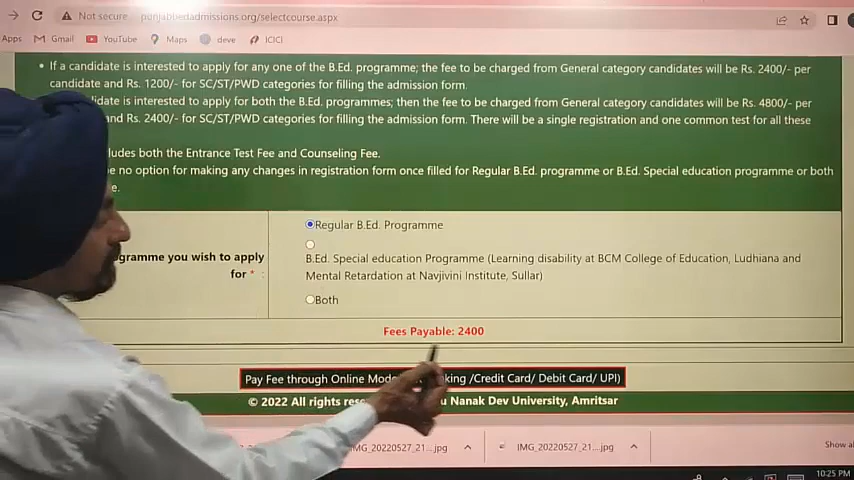 Not secure punjabbedadmissions.org/selectcourse.aspx
Apps Gmail YouTube Maps deve ICICI
• If a candidate is interested to apply for any one of the B.Ed. programme; the fee to be charged from General category candidates will be Rs. 2400/- per
candidate and Rs. 1200/- for SC/ST/PWD categories for filling the admission form.
is interested to apply for both the B.Ed. programmes; then the fee to be charged from General category candidates will be Rs. 4800/- per
and Rs. 2400/- for SC/ST/PWD categories for filling the admission form. There will be a single registration and one common test for all these
both the Entrance Test Fee and Counseling Fee.
no option for making any changes in registration form once filled for Regular B.Ed. programme or B.Ed. Special education programme or both
you wish to apply
for * :
Regular B.Ed. Programme
B.Ed. Special education Programme (Learning disability at BCM College of Education, Ludhiana and
Mental Retardation at Navjivini Institute, Sullar)
Both
Fees Payable: 2400
Pay Fee through Online Mode /Credit Card/ Debit Card/ UPI)
© 2022 All rights Nanak Dev University, Amritsar
IMG_20220527_21....jpg IMG_20220527_21....jpg Show
10:25 PM